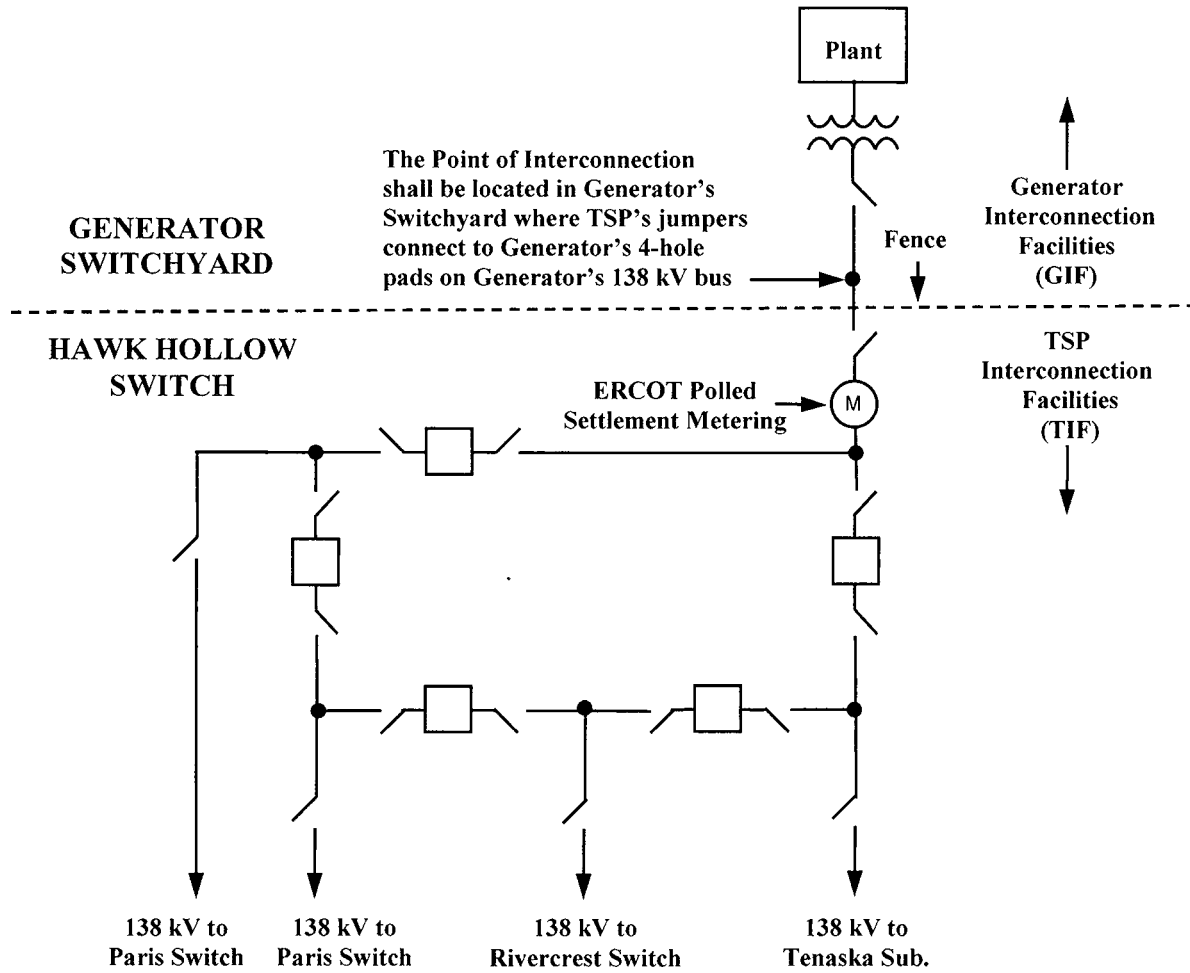 Plant
The Point of Interconnection
shall be located in Generator's
Switchyard where TSP's jumpers
connect to Generator's 4-hole
pads on Generator's 138 kV bus
GENERATOR
SWITCHYARD
Fence
Generator
Interconnection
Facilities
(GIF)
HAWK HOLLOW
SWITCH
TSP
Interconnection
Facilities
(TIF)
ERCOT Polled
Settlement Metering
M
138 kV to
Paris Switch
138 kV to
Paris Switch
138 kV to
Rivercrest Switch
138 kV to
Tenaska Sub.